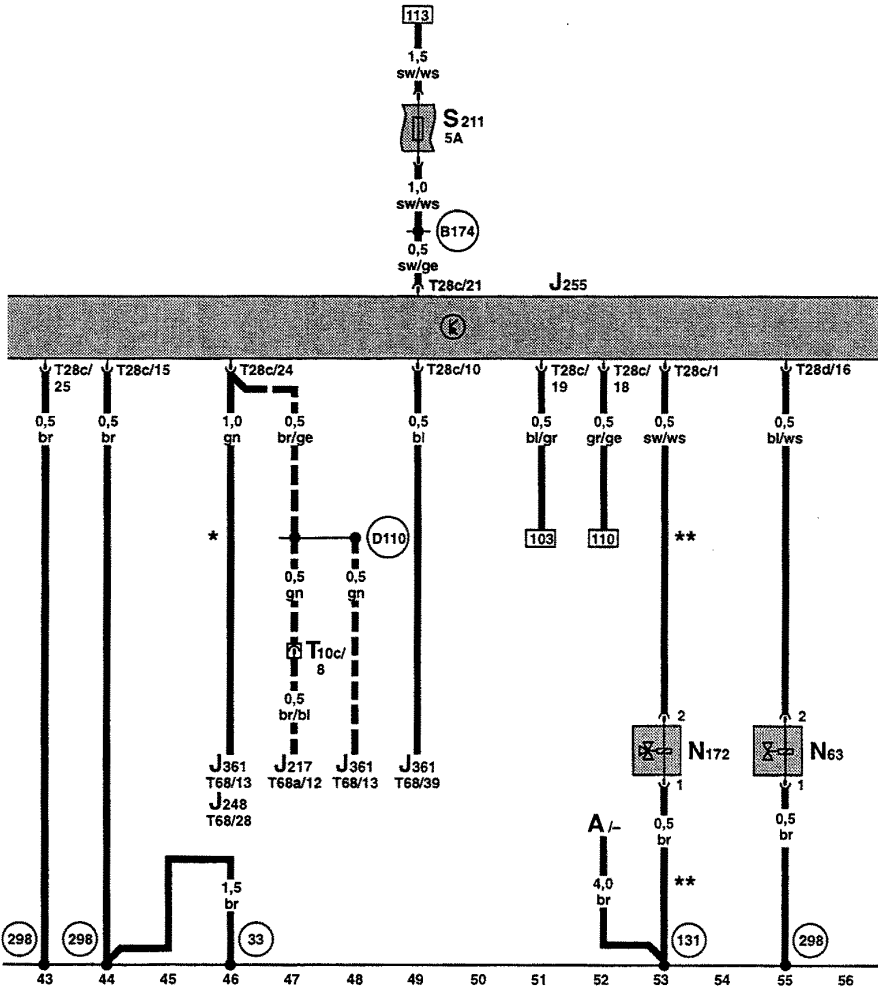 113
1,5
sw/ws
S211
5A
1,0
sw/ws
B174
0,5
sw/ge
T28c/21
J255
T28c/
25
T28c/15
T28c/24
T28c/10
T28c/
19
T28c/
18
T28c/1
T28d/16
0,5
br
0,5
br
1,0
gn
0,5
br/ge
0,5
bl
0,5
bl/gr
0,5
gr/ge
0,5
sw/ws
0,5
bl/ws
*
D110
103
110
**
0,5
gn
0,5
gn
T10c/
8
0,5
br/bl
2
2
N172
N63
1
1
J361
T68/13
J248
T68/28
J217
T68a/12
J361
T68/13
J361
T68/39
A/–
0,5
br
0,5
br
1,5
br
4,0
br
**
298
298
33
131
298
43 44 45 46 47 48 49 50 51 52 53 54 55 56